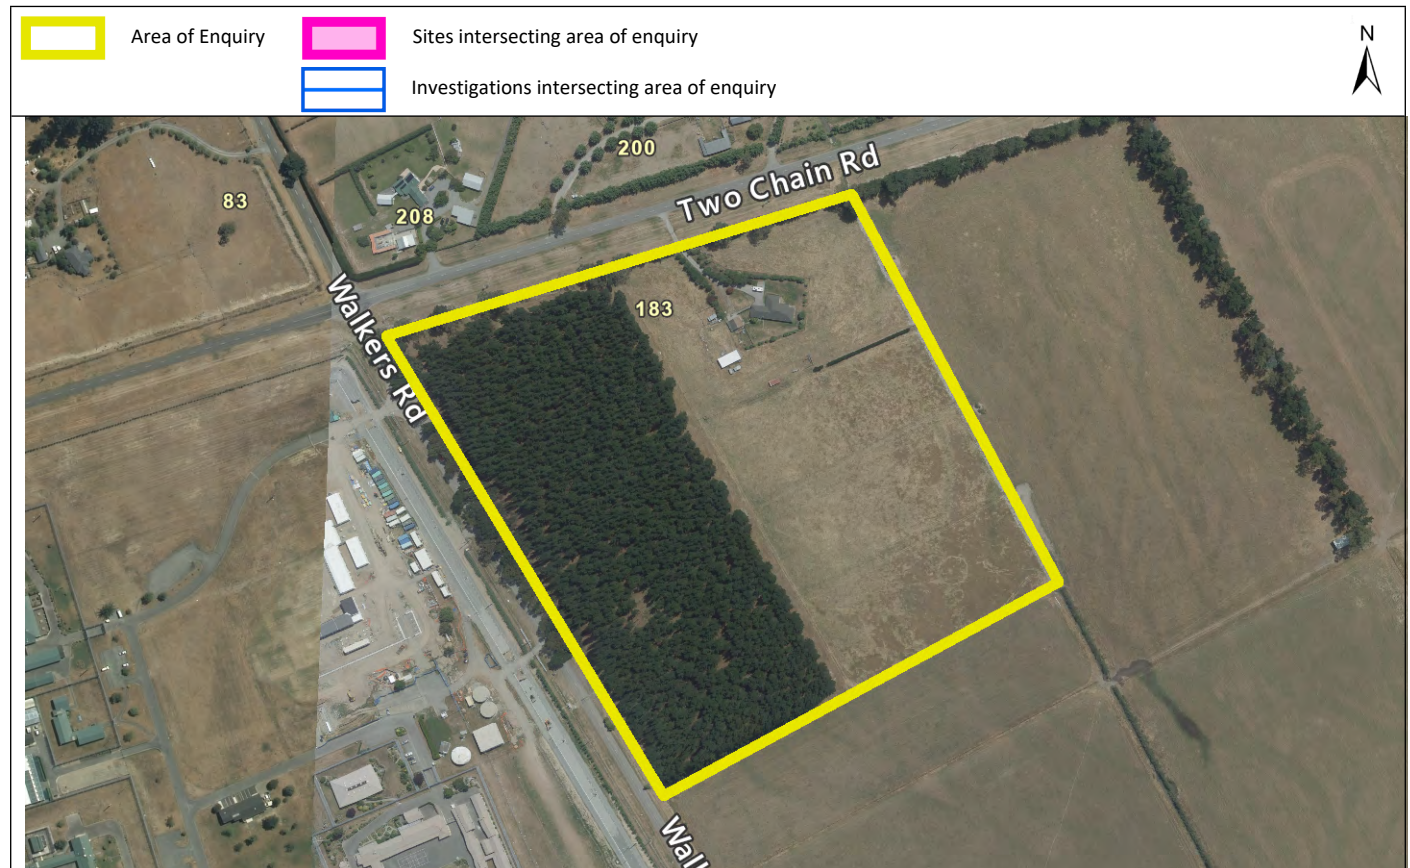 Area of Enquiry
Sites intersecting area of enquiry
N
Investigations intersecting area of enquiry
200
Two Chain Rd
83
208
Walkers Rd
183
Wal